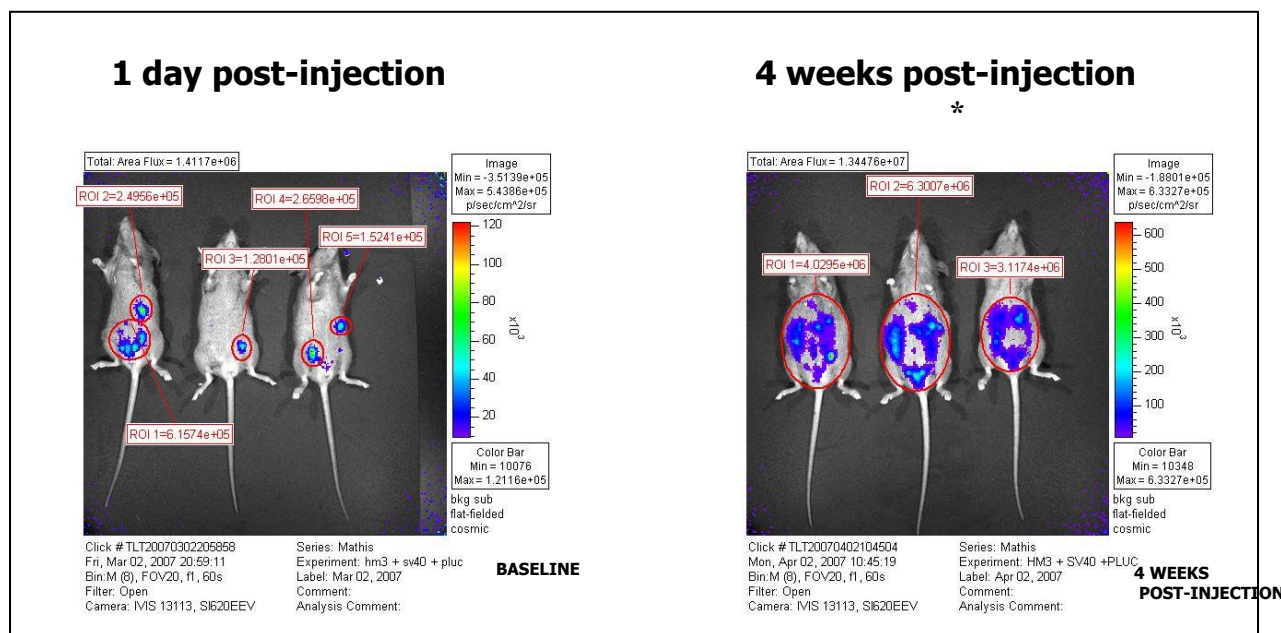 1 day post-injection
Total: Area Flux = 1.4117e+06
ROI 2=2.4956e+05
ROI 4=2.6598e+05
ROI 5=1.5241e+05
ROI 3=1.2801e+05
ROI 1=6.1574e+05
Image
Min = -3.5139e+05
Max = 5.4386e+05
p/sec/cm^2/sr
120
100
80
60
40
20
x10^3
Color Bar
Min = 10076
Max = 1.2116e+05
bkg sub
flat-fielded
cosmic
Click # TLT20070302205858
Fri, Mar 02, 2007 20:59:11
Bin:M (8), FOV20, f1, 60s
Filter: Open
Camera: IVIS 13113, SI620EEV
Series: Mathis
Experiment: hm3 + sv40 + pluc
Label: Mar 02, 2007
Comment:
Analysis Comment:
BASELINE
4 weeks post-injection
*
Total: Area Flux = 1.34476e+07
ROI 2=6.3007e+06
ROI 1=4.0295e+06
ROI 3=3.1174e+06
Image
Min = -1.8801e+05
Max = 6.3327e+05
p/sec/cm^2/sr
600
500
400
300
200
100
x10^3
Color Bar
Min = 10348
Max = 6.3327e+05
bkg sub
flat-fielded
cosmic
Click # TLT20070402104504
Mon, Apr 02, 2007 10:45:19
Bin:M (8), FOV20, f1, 60s
Filter: Open
Camera: IVIS 13113, SI620EEV
Series: Mathis
Experiment: HM3 + SV40 +PLUC
Label: Apr 02, 2007
Comment:
Analysis Comment:
4 WEEKS
POST-INJECTION